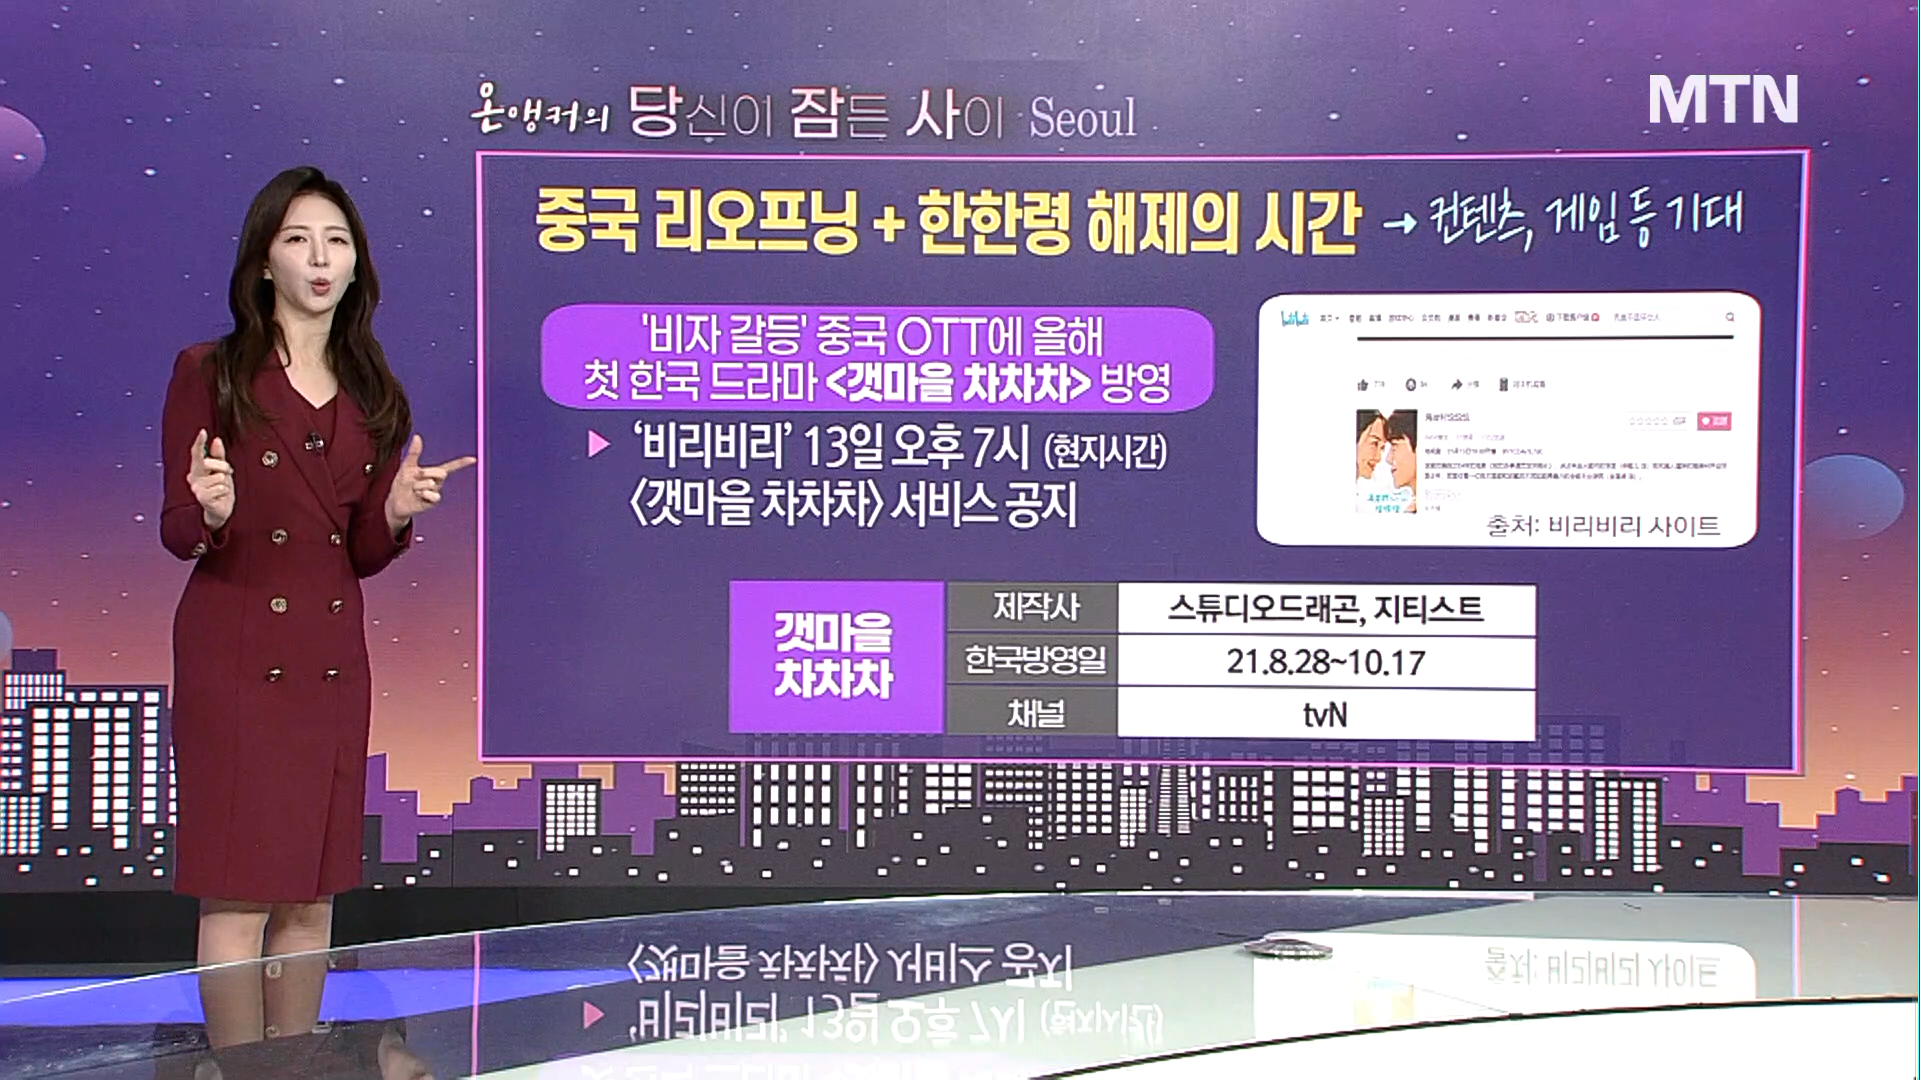 MTN
온앵커의 당신이 잠든 사이 Seoul
중국 리오프닝 + 한한령 해제의 시간 → 컨텐츠, 게임 등 기대
'비자 갈등' 중국 OTT에 올해
첫 한국 드라마 <갯마을 차차차> 방영
▶ '비리비리' 13일 오후 7시 (현지시간)
〈갯마을 차차차〉 서비스 공지
bilibili
출처: 비리비리 사이트
갯마을
차차차
제작사 스튜디오드래곤, 지티스트
한국방영일 21.8.28~10.17
채널 tvN